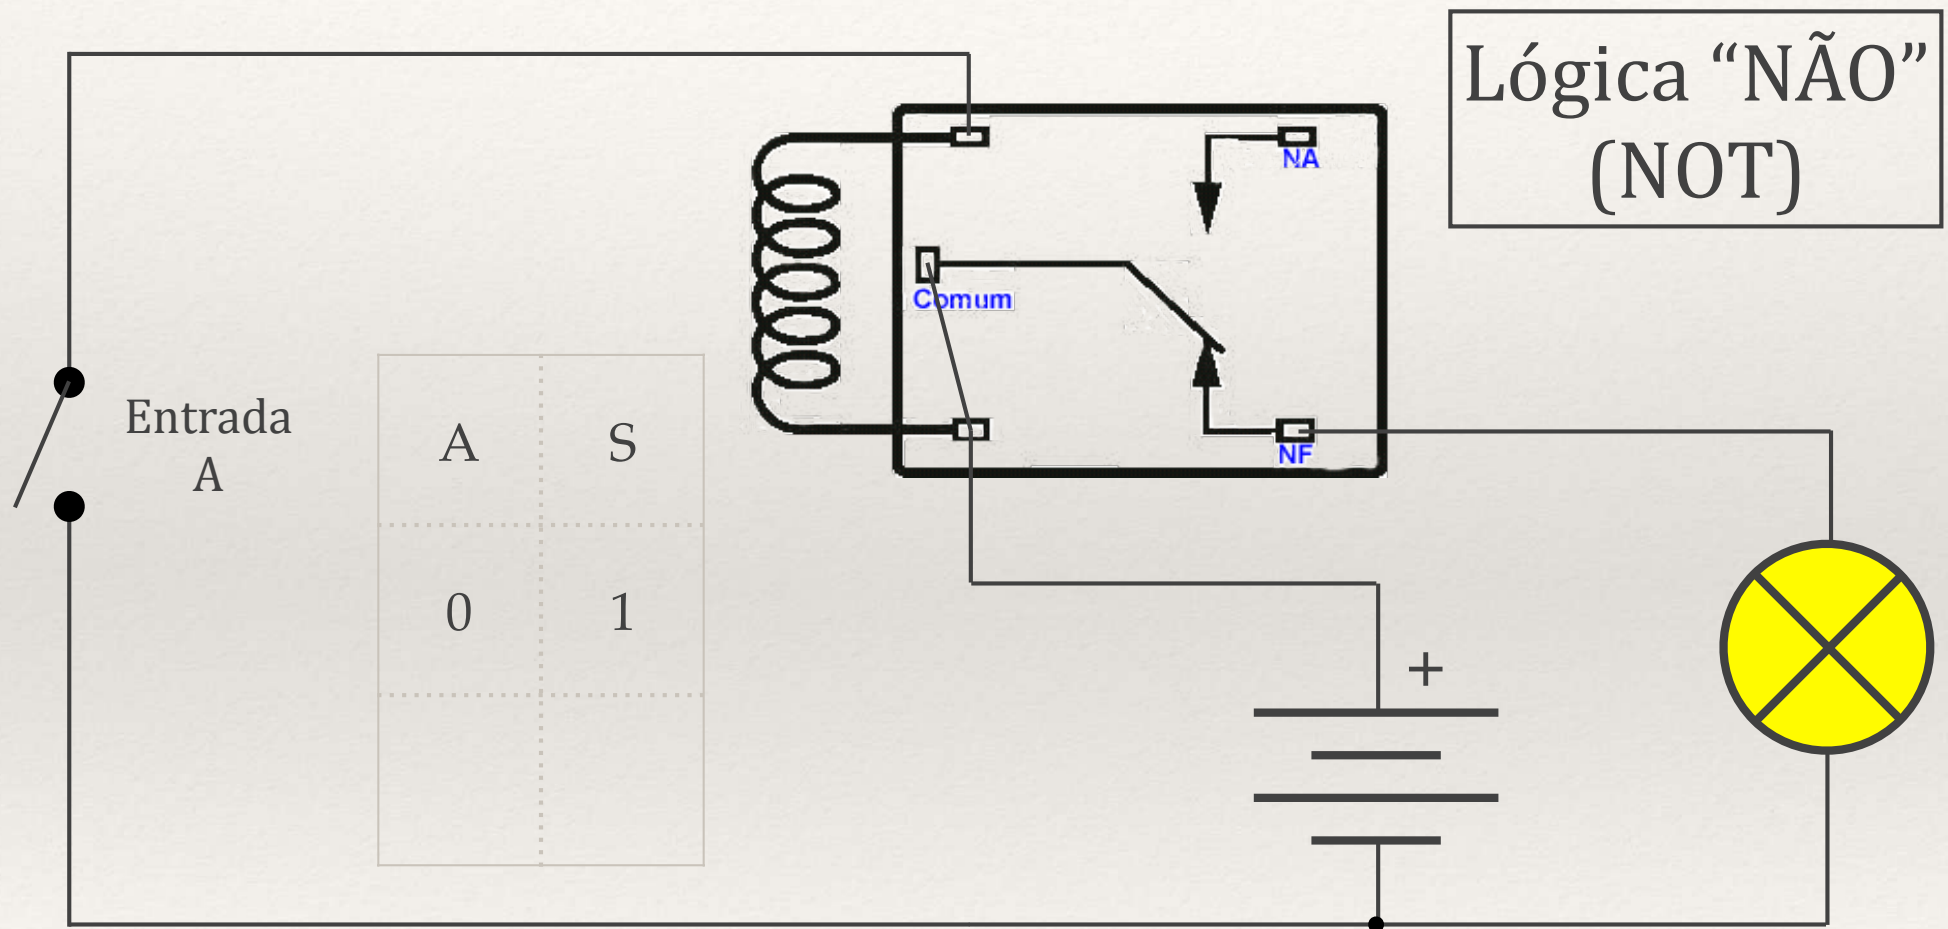 Lógica “NÃO”
(NOT)
NA
Comum
NF
Entrada
A
A S
0 1
+